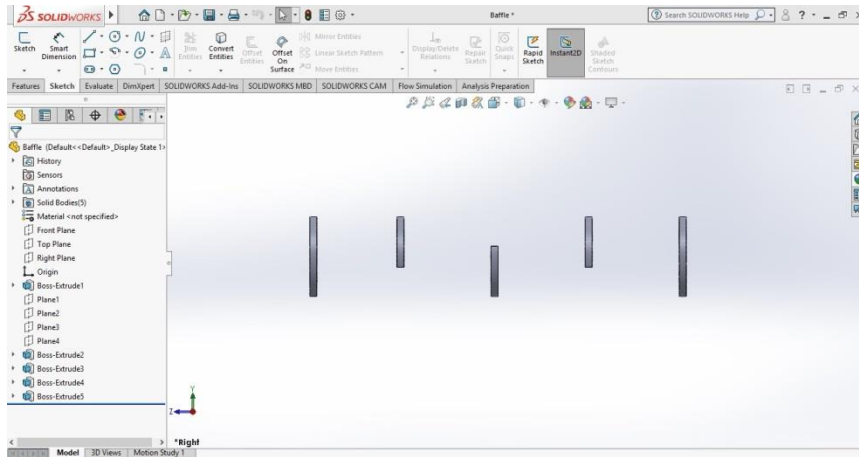 SOLIDWORKS
Baffle *
Search SOLIDWORKS Help
?
Sketch
Smart Dimension
Trim Entities
Convert Entities
Offset Entities
Offset On Surface
Mirror Entities
Linear Sketch Pattern
Move Entities
Display/Delete Relations
Repair Sketch
Quick Snaps
Rapid Sketch
Instant2D
Shaded Sketch Contours
Features
Sketch
Evaluate
DimXpert
SOLIDWORKS Add-Ins
SOLIDWORKS MBD
SOLIDWORKS CAM
Flow Simulation
Analysis Preparation
Baffle (Default<<Default>_Display State 1>
History
Sensors
Annotations
Solid Bodies(5)
Material <not specified>
Front Plane
Top Plane
Right Plane
Origin
Boss-Extrude1
Plane1
Plane2
Plane3
Plane4
Boss-Extrude2
Boss-Extrude3
Boss-Extrude4
Boss-Extrude5
Y
Z
*Right
Model
3D Views
Motion Study 1